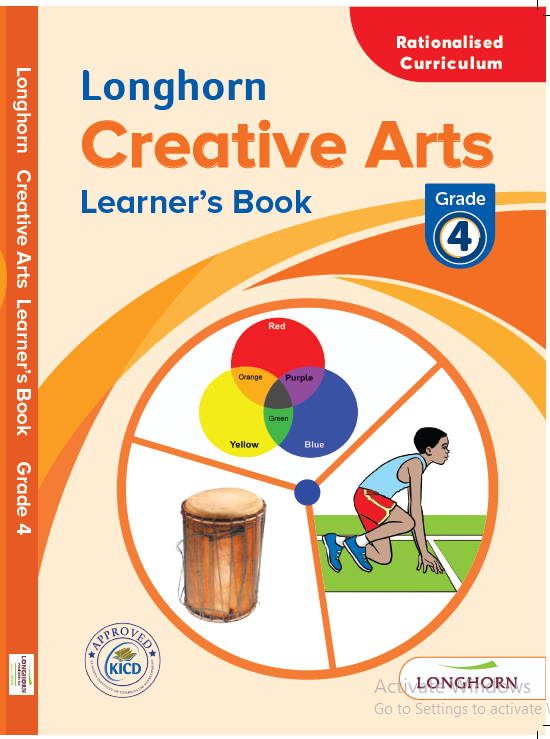 Rationalised
Curriculum
Longhorn
Creative Arts
Learner's Book
Grade
4
Longhorn Creative Arts Learner's Book Grade 4
Red
Orange
Purple
Green
Yellow
Blue
APPROVED
KICD
LONGHORN
LONGHORN
Activate Windows
Go to Settings to activate W